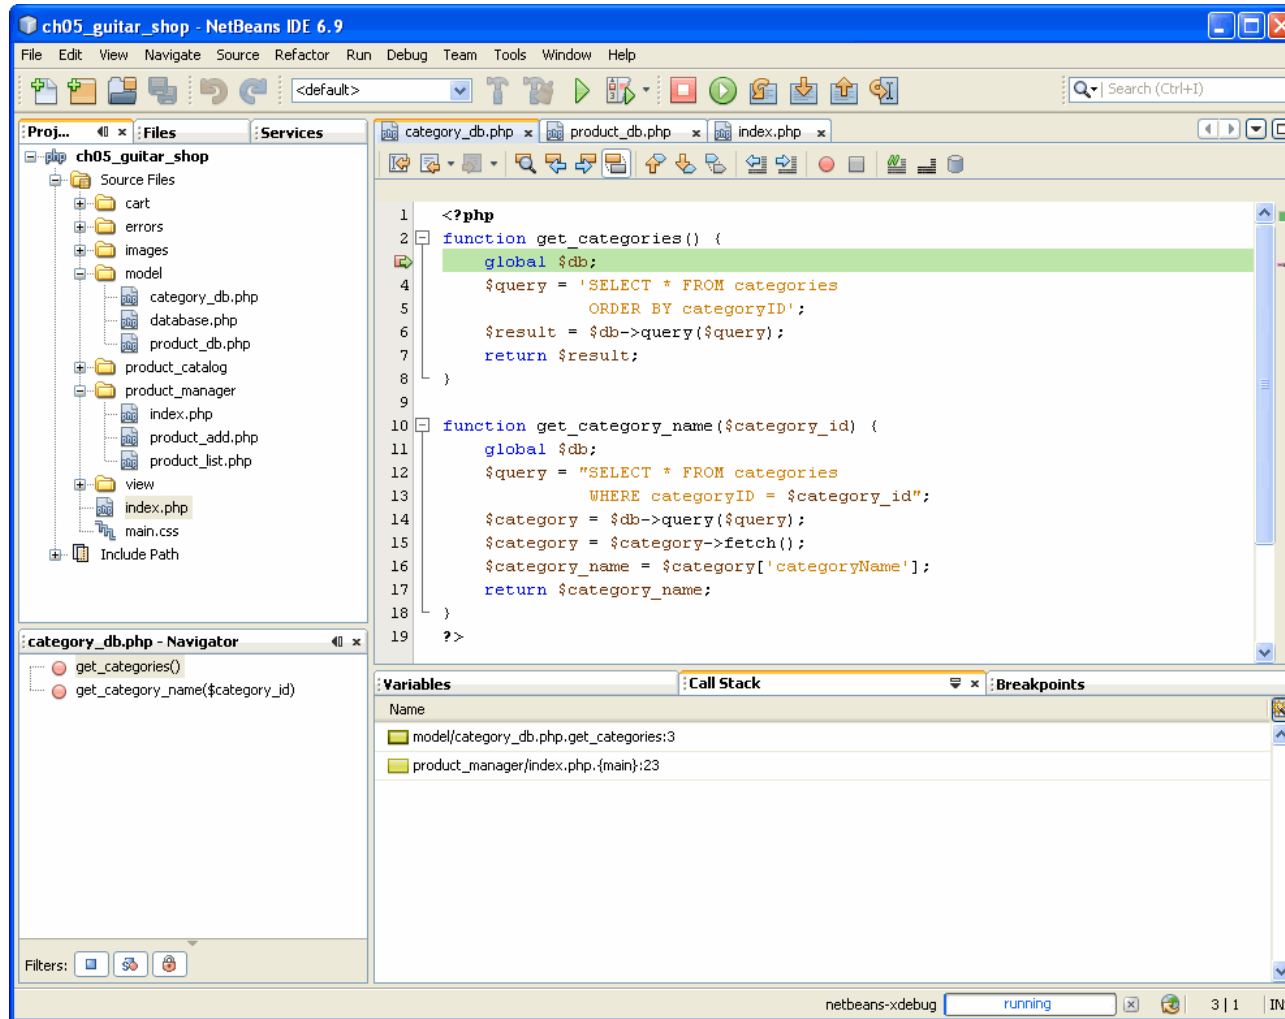 ch05_guitar_shop - NetBeans IDE 6.9
File Edit View Navigate Source Refactor Run Debug Team Tools Window Help
<default>
Search (Ctrl+I)
Proj... Files Services
ch05_guitar_shop
Source Files
cart
errors
images
model
category_db.php
database.php
product_db.php
product_catalog
product_manager
index.php
product_add.php
product_list.php
view
index.php
main.css
Include Path
category_db.php - Navigator
get_categories()
get_category_name($category_id)
Filters:
category_db.php product_db.php index.php
1 <?php
2 function get_categories() {
global $db;
4 $query = 'SELECT * FROM categories
5 ORDER BY categoryID';
6 $result = $db->query($query);
7 return $result;
8 }
9
10 function get_category_name($category_id) {
11 global $db;
12 $query = "SELECT * FROM categories
13 WHERE categoryID = $category_id";
14 $category = $db->query($query);
15 $category = $category->fetch();
16 $category_name = $category['categoryName'];
17 return $category_name;
18 }
19 ?>
Variables Call Stack Breakpoints
Name
model/category_db.php.get_categories:3
product_manager/index.php.{main}:23
netbeans-xdebug running 3 | 1 IN